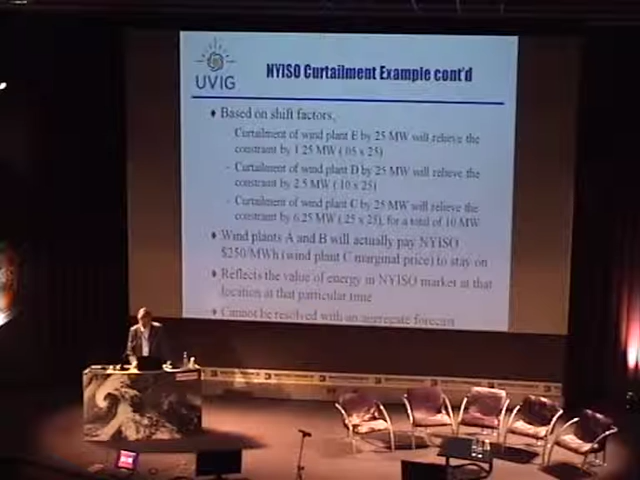 UVIG
NYISO Curtailment Example cont'd
♦ Based on shift factors,
Curtailment of wind plant E by 25 MW will relieve the
constraint by 1.25 MW (.05 x 25)
- Curtailment of wind plant D by 25 MW will relieve the
constraint by 2.5 MW (.10 x 25)
- Curtailment of wind plant C by 25 MW will relieve the
constraint by 6.25 MW (.25 x 25), for a total of 10 MW
♦ Wind plants A and B will actually pay NYISO
$250/MWh (wind plant C marginal price) to stay on
♦ Reflects the value of energy in NYISO market at that
location at that particular time
♦ Cannot be resolved with an aggregate forecast